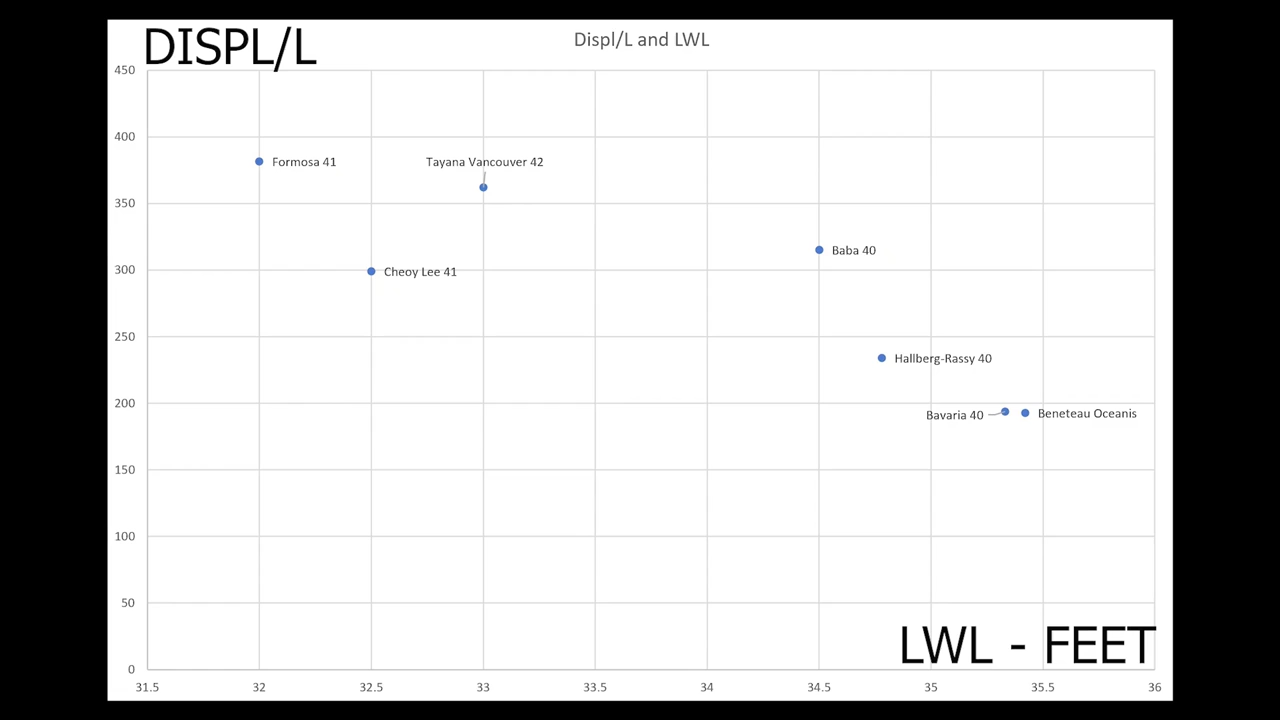 DISPL/L
Displ/L and LWL
450
400
Formosa 41
Tayana Vancouver 42
350
Baba 40
300
Cheoy Lee 41
250
Hallberg-Rassy 40
200
Bavaria 40
Beneteau Oceanis
150
100
50
LWL - FEET
0
31.5 32 32.5 33 33.5 34 34.5 35 35.5 36